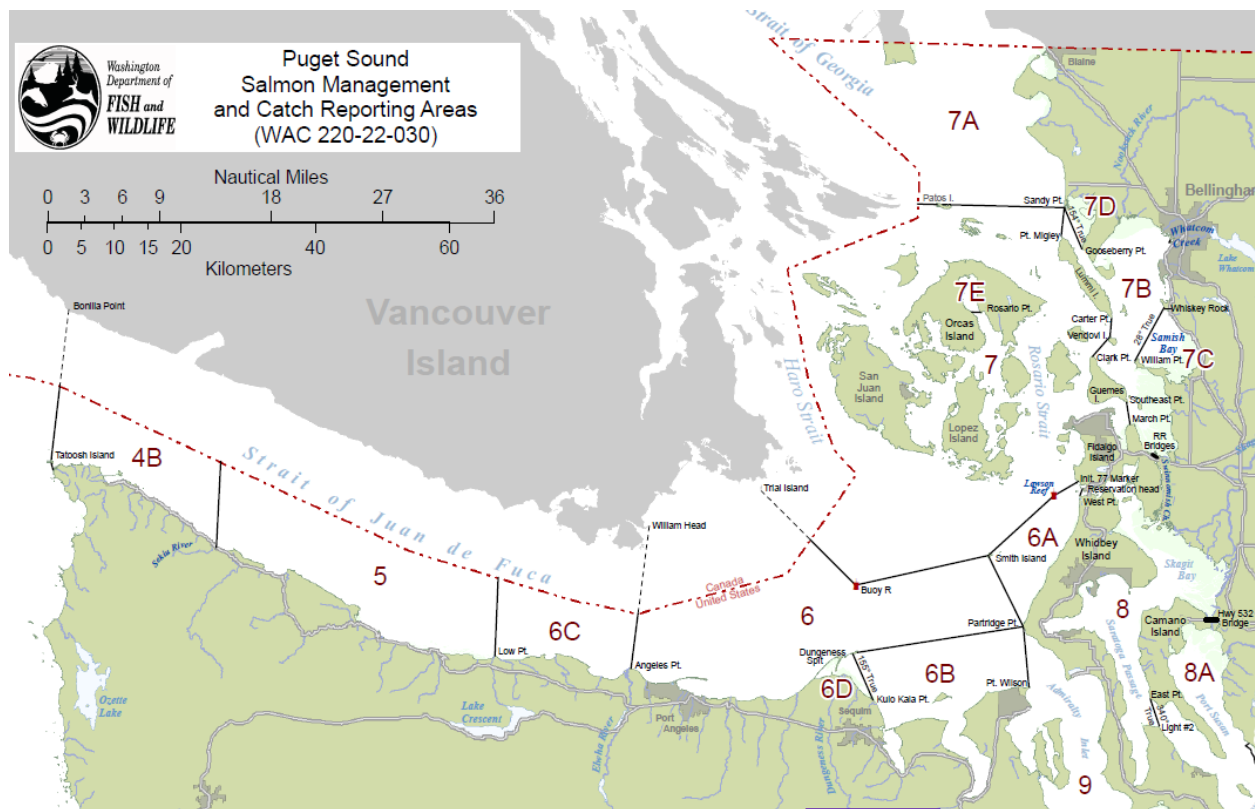 Washington
Department of
FISH and
WILDLIFE
Puget Sound
Salmon Management
and Catch Reporting Areas
(WAC 220-22-030)
Nautical Miles
0 3 6 9 18 27 36
0 5 10 15 20 40 60
Kilometers
Strait of Georgia
Blaine
7A
Nooksack River
Bellingham
Patos I.
Sandy Pt.
7D
154° True
Pt. Migley
Gooseberry Pt.
Whatcom
Creek
Lake
Whatcom
Lummi I.
Bonilla Point
Vancouver
Island
7E
Rosario Pt.
Orcas
Island
7B
Carter Pt.
Whiskey Rock
Vendovi I.
28° True
Samish
Bay
Clark Pt.
William Pt.
7C
7
Haro Strait
Rosario Strait
San
Juan
Island
Guemes
I.
Southeast Pt.
March Pt.
Lopez
Island
RR
Bridges
Fidalgo
Island
Tatoosh Island
4B
Strait of Juan de Fuca
Trial Island
Lawson
Reef
Init. 77 Marker
Reservation head
West Pt.
Swinomish Ch.
William Head
6A
Sekiu River
5
Smith Island
Whidbey
Island
Skagit
Bay
Canada
United States
Buoy R
6
8
6C
Partridge Pt.
Camano
Island
Hwy 532
Bridge
Low Pt.
Angeles Pt.
Dungeness
Spit
155° True
6B
Saratoga Passage
8A
6D
Kulo Kala Pt.
Pt. Wilson
Ozette
Lake
Lake
Crescent
Port
Angeles
Sequim
Admiralty
Inlet
East Pt.
340° True
Light #2
Port Susan
Elwha River
Dungeness River
9